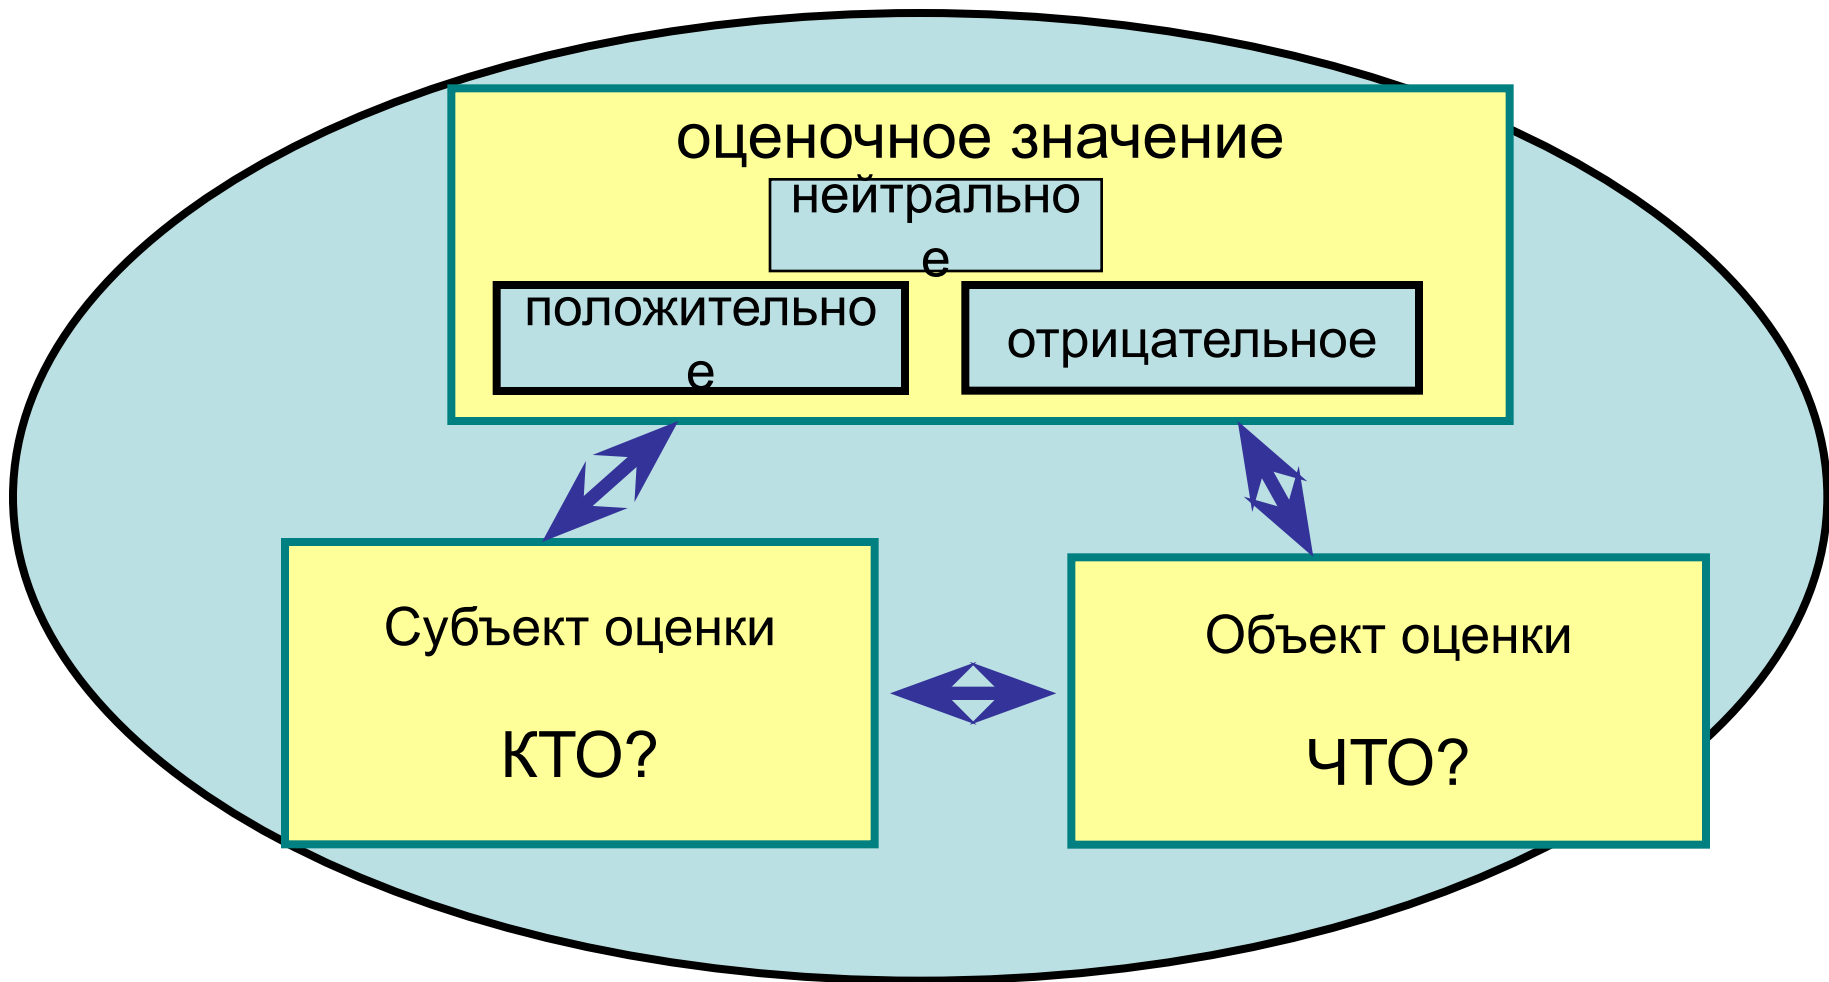 оценочное значение
нейтрально
е
положительно
е
отрицательное
Субъект оценки
КТО?
Объект оценки
ЧТО?